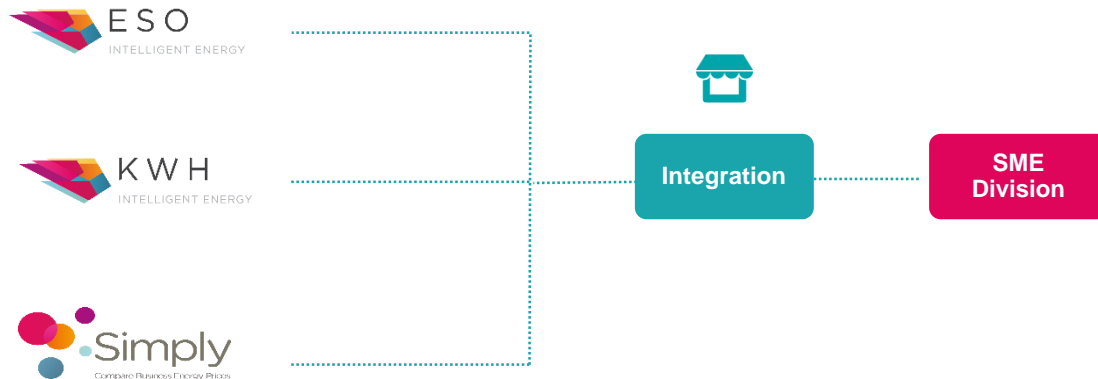 ESO
INTELLIGENT ENERGY
KWH
INTELLIGENT ENERGY
Simply
Compare Business Energy Prices
Integration
SME
Division